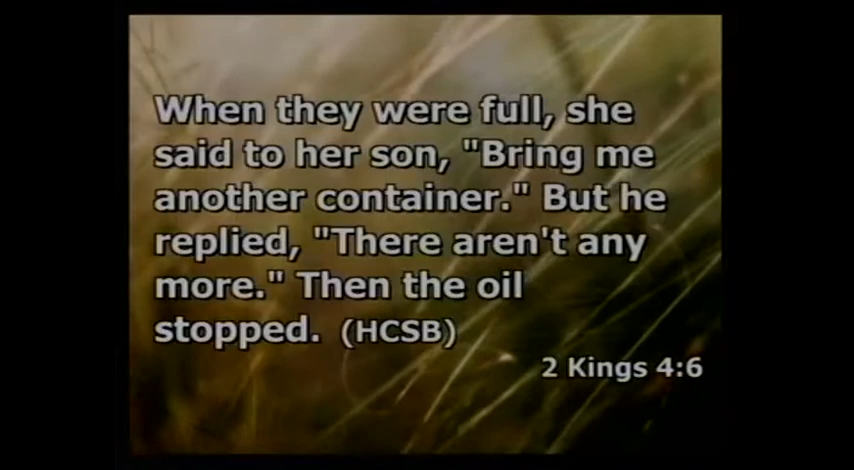 When they were full, she
said to her son, "Bring me
another container." But he
replied, "There aren't any
more." Then the oil
stopped. (HCSB)
2 Kings 4:6